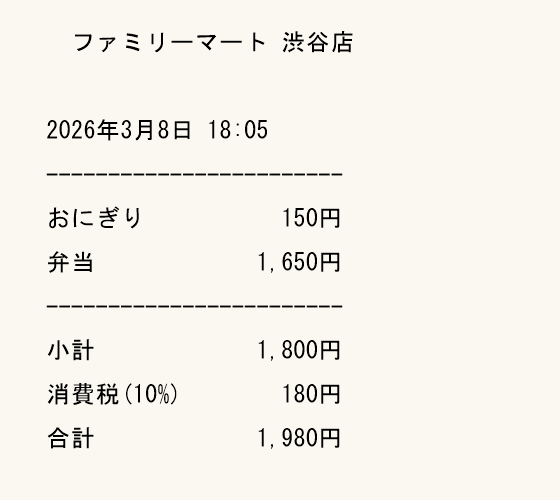 ファミリーマート 渋谷店
2026年3月8日 18:05
------------------------
おにぎり 150円
弁当 1,650円
------------------------
小計 1,800円
消費税(10%) 180円
合計 1,980円